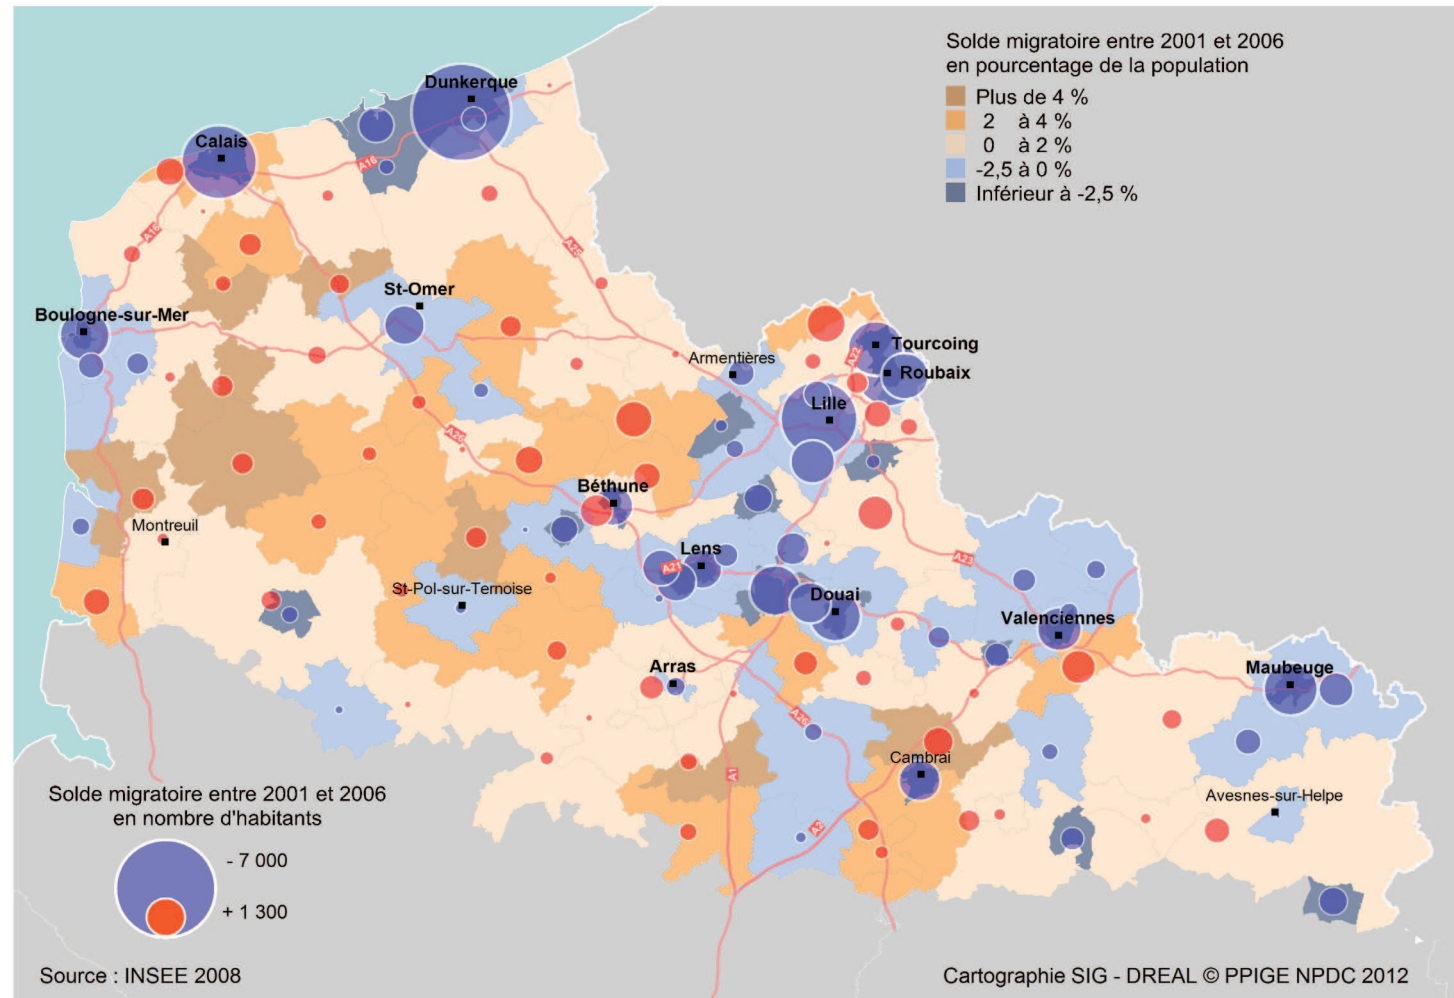 Solde migratoire entre 2001 et 2006
en pourcentage de la population
Plus de 4 %
2 à 4 %
0 à 2 %
-2,5 à 0 %
Inférieur à -2,5 %
Dunkerque
Calais
A16
A16
A25
St-Omer
Boulogne-sur-Mer
Tourcoing
A22
Armentières
Roubaix
Lille
A26
Béthune
Montreuil
Lens
A21
A23
St-Pol-sur-Ternoise
Douai
Valenciennes
Arras
Maubeuge
A26
Cambrai
A1
Avesnes-sur-Helpe
A2
Solde migratoire entre 2001 et 2006
en nombre d'habitants
- 7 000
+ 1 300
Source : INSEE 2008
Cartographie SIG - DREAL © PPIGE NPDC 2012